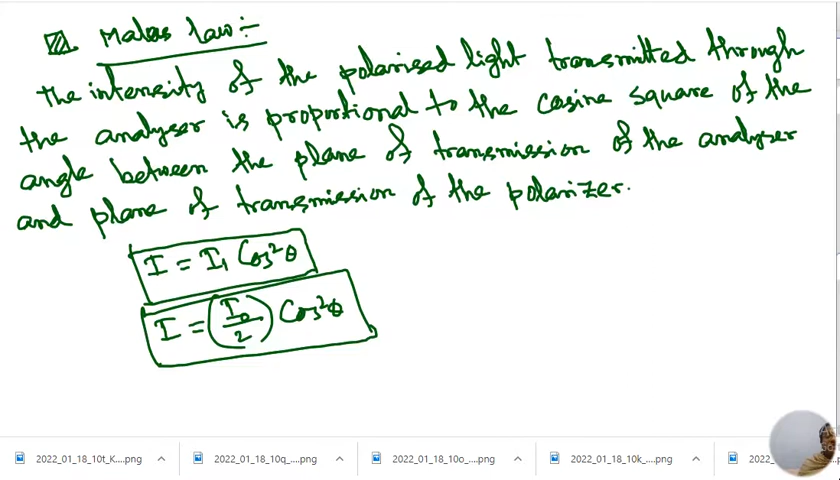 Malus law:-
The intensity of the polarised light transmitted through
the analyser is proportional to the cosine square of the
angle between the plane of transmission of the analyser
and plane of transmission of the polarizer.
I = I₁ Cos²θ
I = (I₀/2) Cos²θ
2022_01_18_10t_K....png
2022_01_18_10q_....png
2022_01_18_10o_....png
2022_01_18_10k_....png
2022_01_18_10
.png